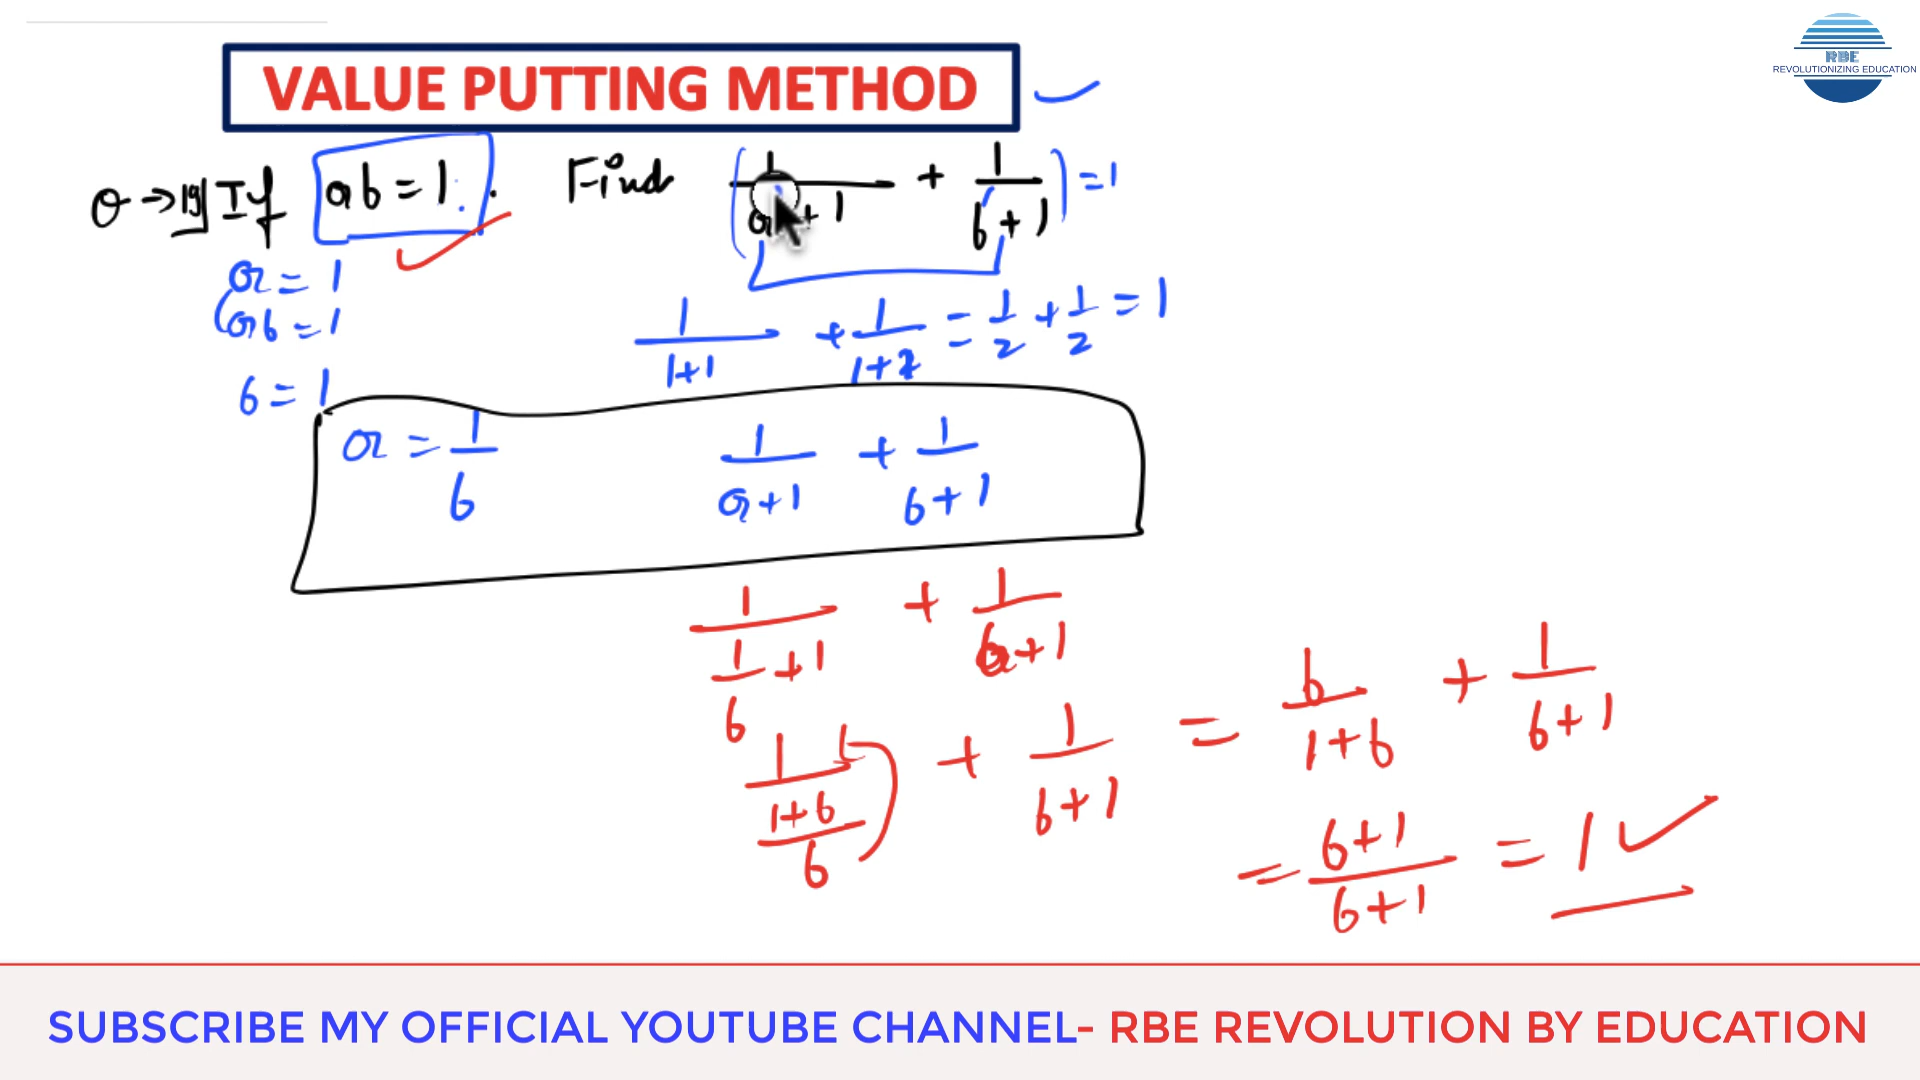 RBE
REVOLUTIONIZING EDUCATION
VALUE PUTTING METHOD
If ab = 1. Find (1/(a+1) + 1/(b+1)) = 1
a = 1
ab = 1
1/(1+1) + 1/(1+1) = 1/2 + 1/2 = 1
b = 1
a = 1/b 1/(a+1) + 1/(b+1)
1/(1/b + 1) + 1/(b+1)
1/((1+b)/b) + 1/(b+1) = b/(1+b) + 1/(b+1)
= (b+1)/(b+1) = 1
SUBSCRIBE MY OFFICIAL YOUTUBE CHANNEL- RBE REVOLUTION BY EDUCATION